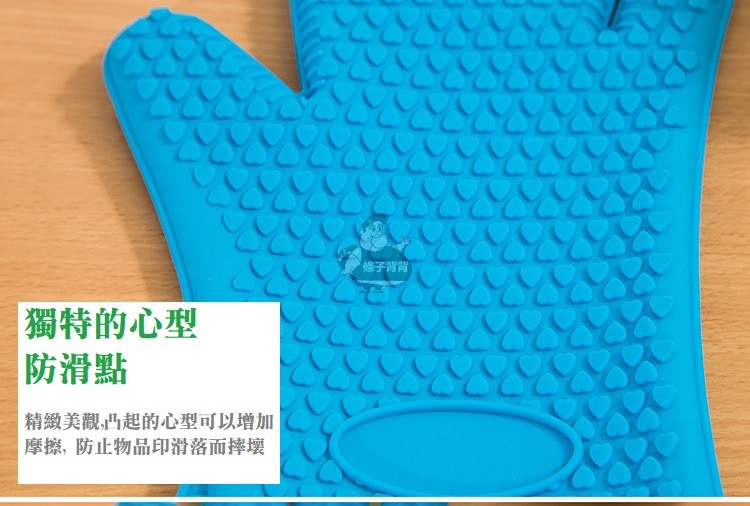 條子背背
獨特的心型
防滑點
精緻美觀,凸起的心型可以增加
摩擦, 防止物品印滑落而摔壞